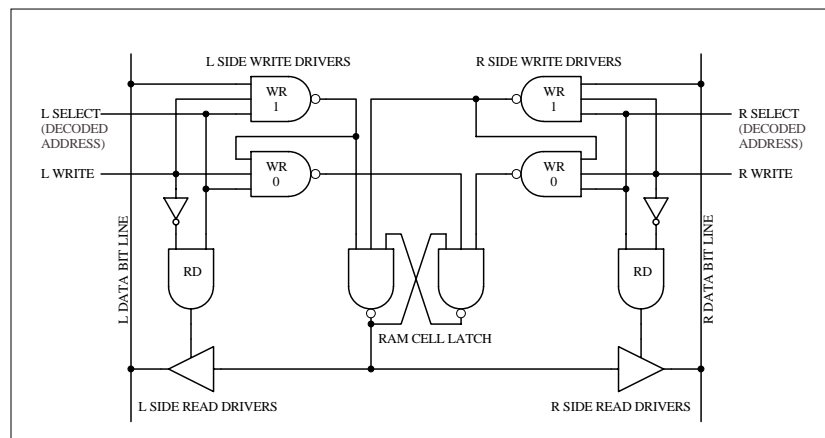 L SIDE WRITE DRIVERS
R SIDE WRITE DRIVERS
WR
1
WR
1
L SELECT
(DECODED
ADDRESS)
R SELECT
(DECODED
ADDRESS)
WR
0
WR
0
L WRITE
R WRITE
L DATA BIT LINE
RD
RD
R DATA BIT LINE
RAM CELL LATCH
L SIDE READ DRIVERS
R SIDE READ DRIVERS